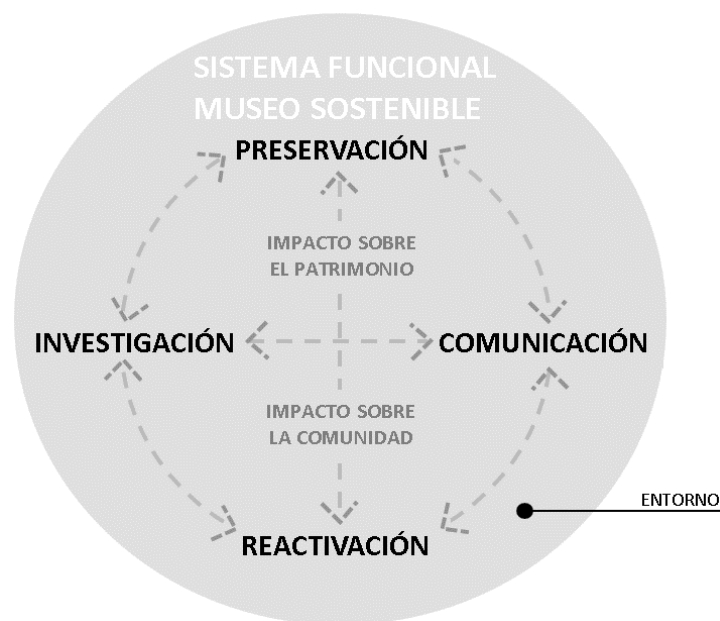 SISTEMA FUNCIONAL
MUSEO SOSTENIBLE
PRESERVACIÓN
IMPACTO SOBRE
EL PATRIMONIO
INVESTIGACIÓN
COMUNICACIÓN
IMPACTO SOBRE
LA COMUNIDAD
ENTORNO
REACTIVACIÓN